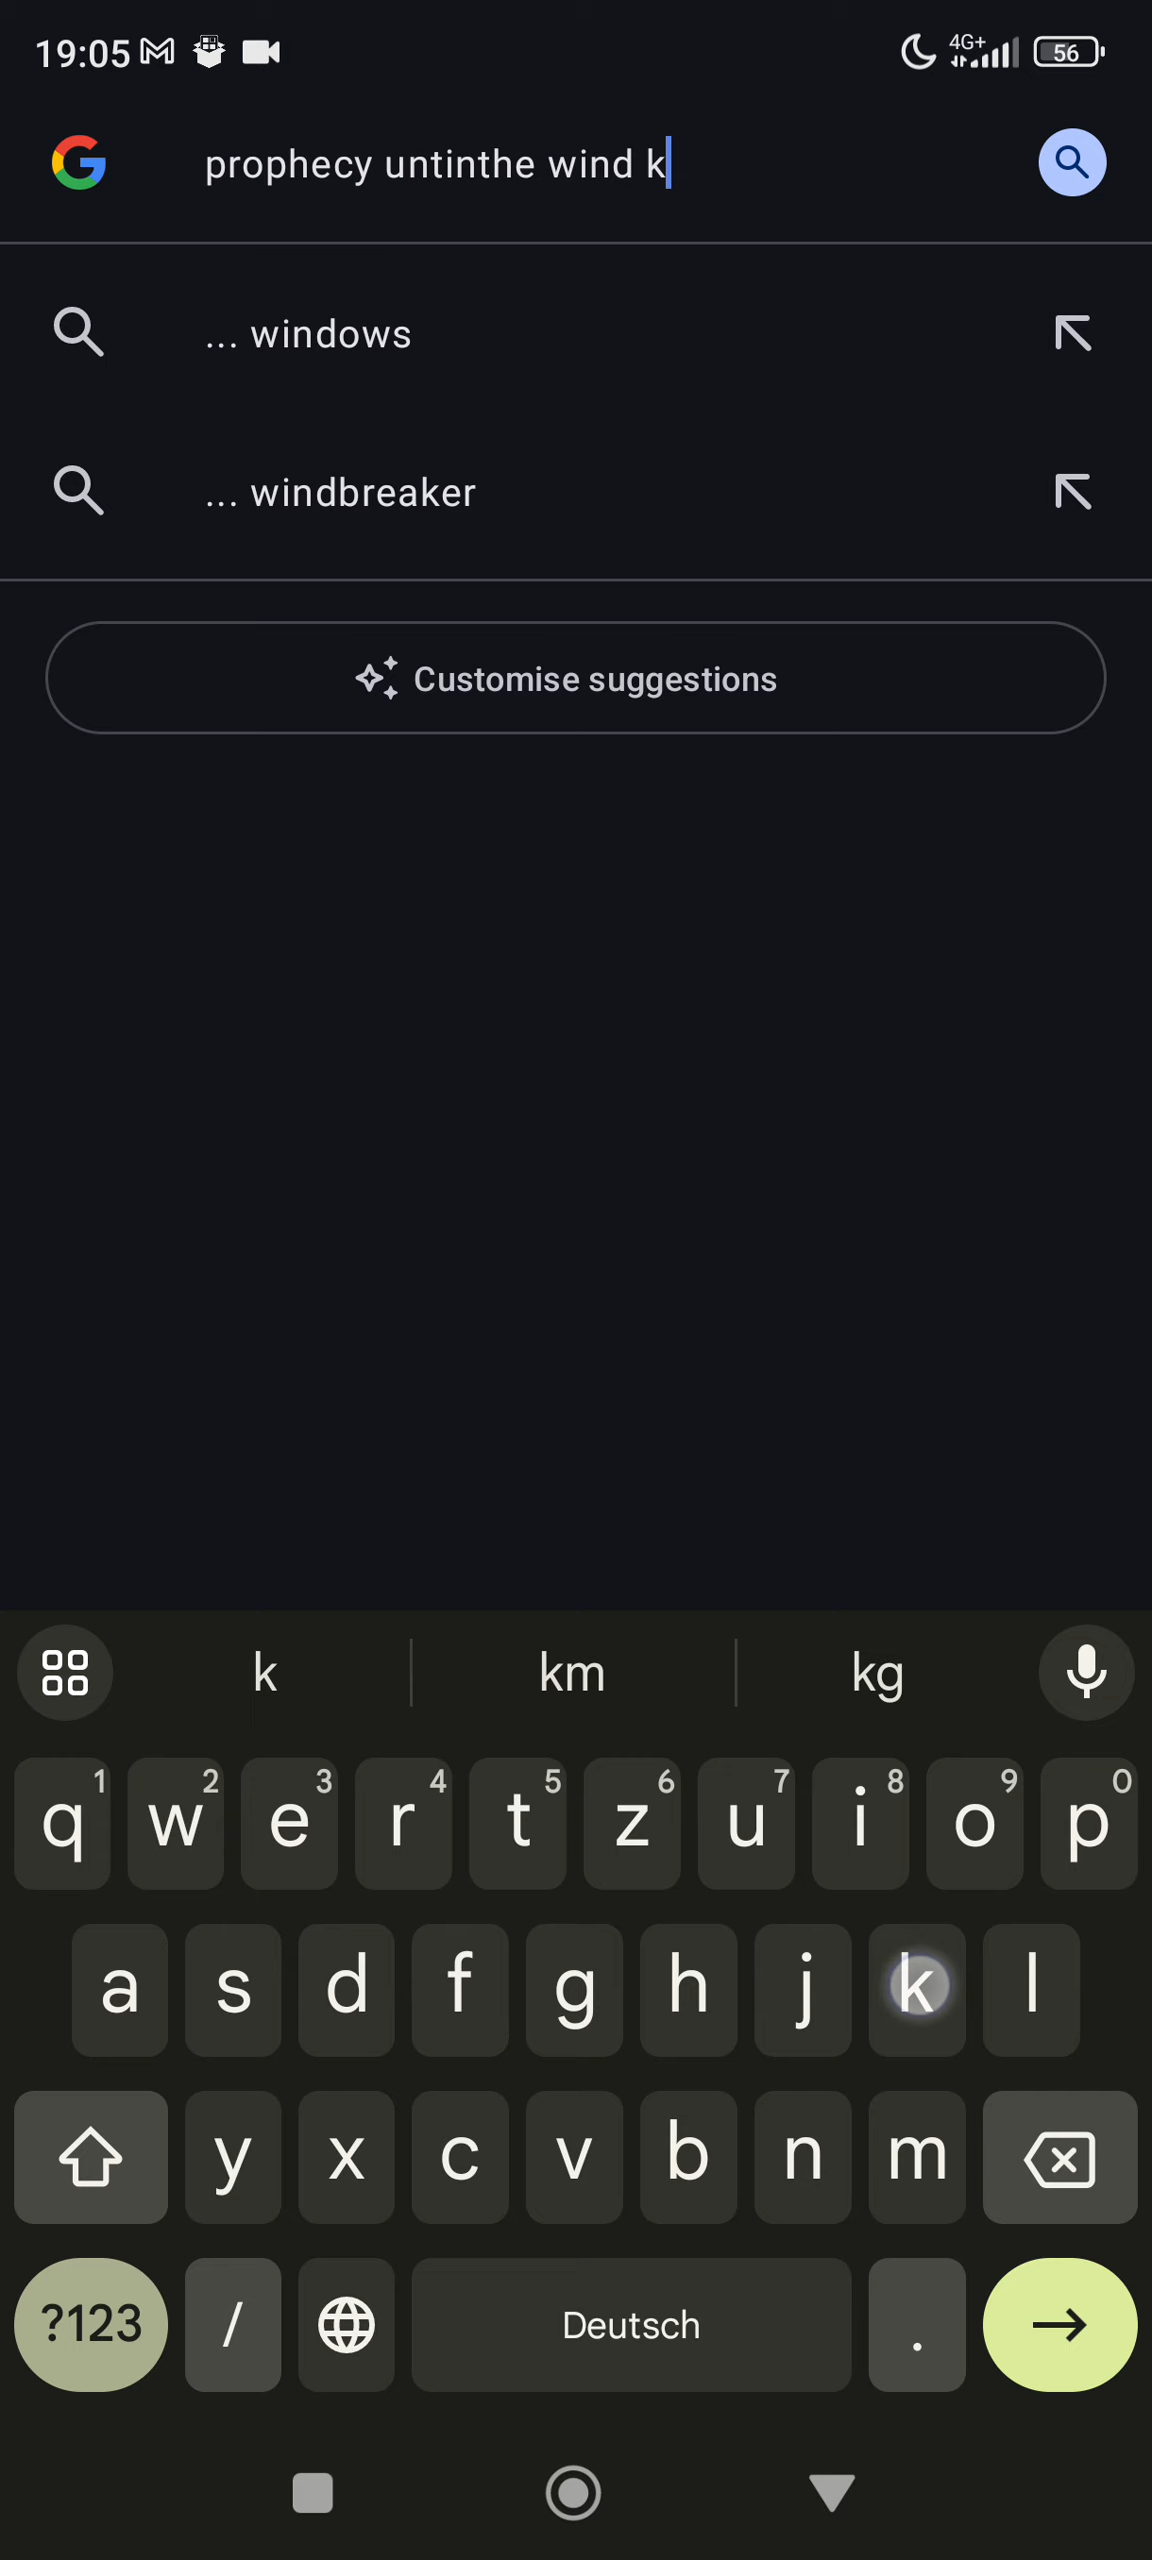 19:05 4G+ 56
prophecy untinthe wind k
... windows
... windbreaker
Customise suggestions
k km kg
1 2 3 4 5 6 7 8 9 0
q w e r t z u i o p
a s d f g h j k l
y x c v b n m
?123 / Deutsch .